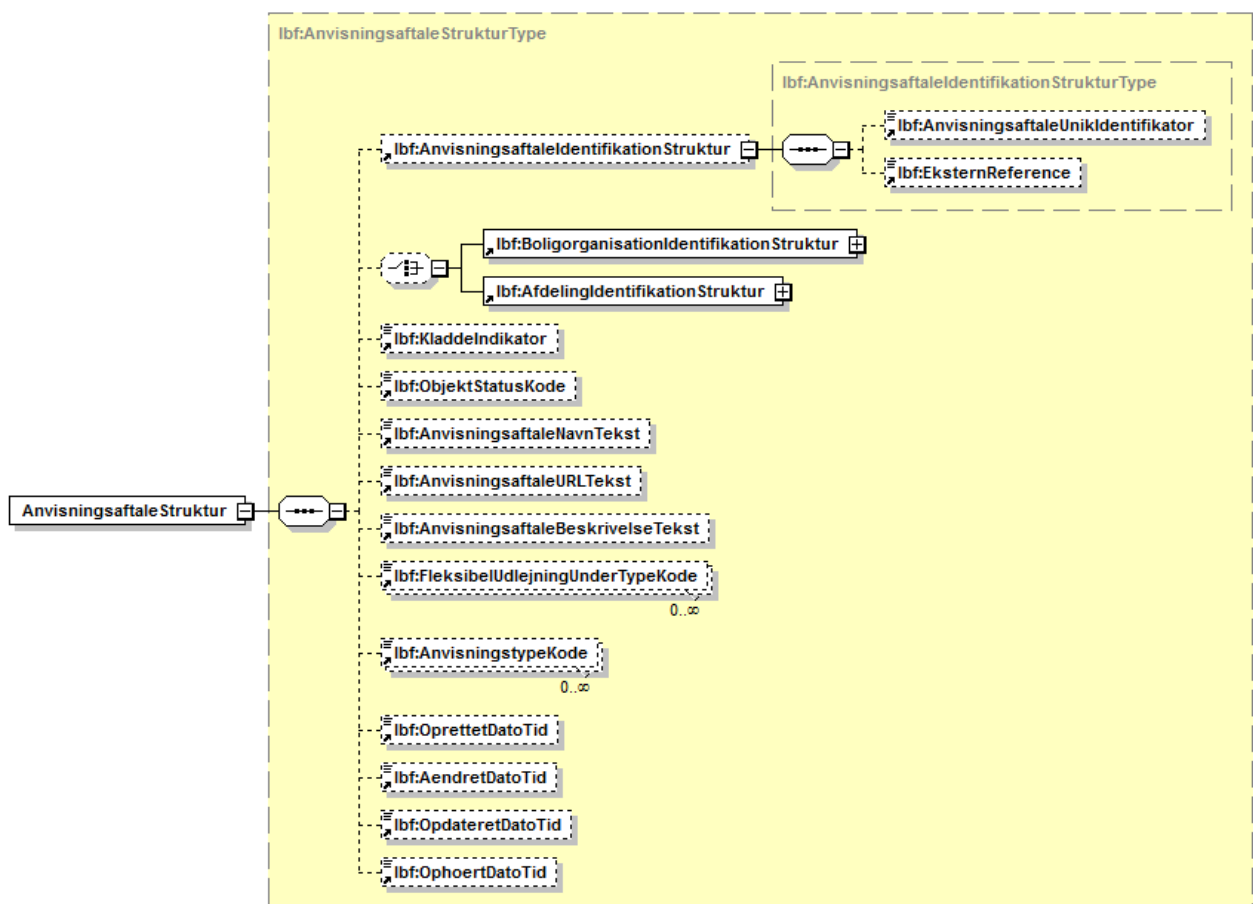 lbf:AnvisningsaftaleStrukturType
lbf:AnvisningsaftaleIdentifikationStrukturType
lbf:AnvisningsaftaleUnikIdentifikator
lbf:AnvisningsaftaleIdentifikationStruktur
lbf:EksternReference
lbf:BoligorganisationIdentifikationStruktur
lbf:AfdelingIdentifikationStruktur
lbf:KladdeIndikator
lbf:ObjektStatusKode
lbf:AnvisningsaftaleNavnTekst
lbf:AnvisningsaftaleURLTekst
AnvisningsaftaleStruktur
lbf:AnvisningsaftaleBeskrivelseTekst
lbf:FleksibelUdlejningUnderTypeKode
0..∞
lbf:AnvisningstypeKode
0..∞
lbf:OprettetDatoTid
lbf:AendretDatoTid
lbf:OpdateretDatoTid
lbf:OphoertDatoTid